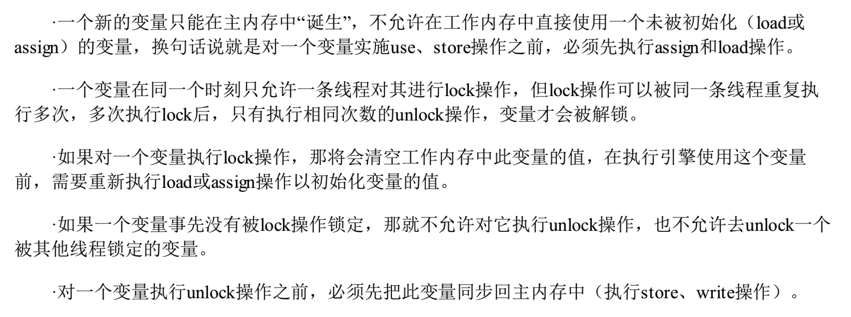 ·一个新的变量只能在主内存中“诞生”，不允许在工作内存中直接使用一个未被初始化（load或
assign）的变量，换句话说就是对一个变量实施use、store操作之前，必须先执行assign和load操作。
·一个变量在同一个时刻只允许一条线程对其进行lock操作，但lock操作可以被同一条线程重复执
行多次，多次执行lock后，只有执行相同次数的unlock操作，变量才会被解锁。
·如果对一个变量执行lock操作，那将会清空工作内存中此变量的值，在执行引擎使用这个变量
前，需要重新执行load或assign操作以初始化变量的值。
·如果一个变量事先没有被lock操作锁定，那就不允许对它执行unlock操作，也不允许去unlock一个
被其他线程锁定的变量。
·对一个变量执行unlock操作之前，必须先把此变量同步回主内存中（执行store、write操作）。